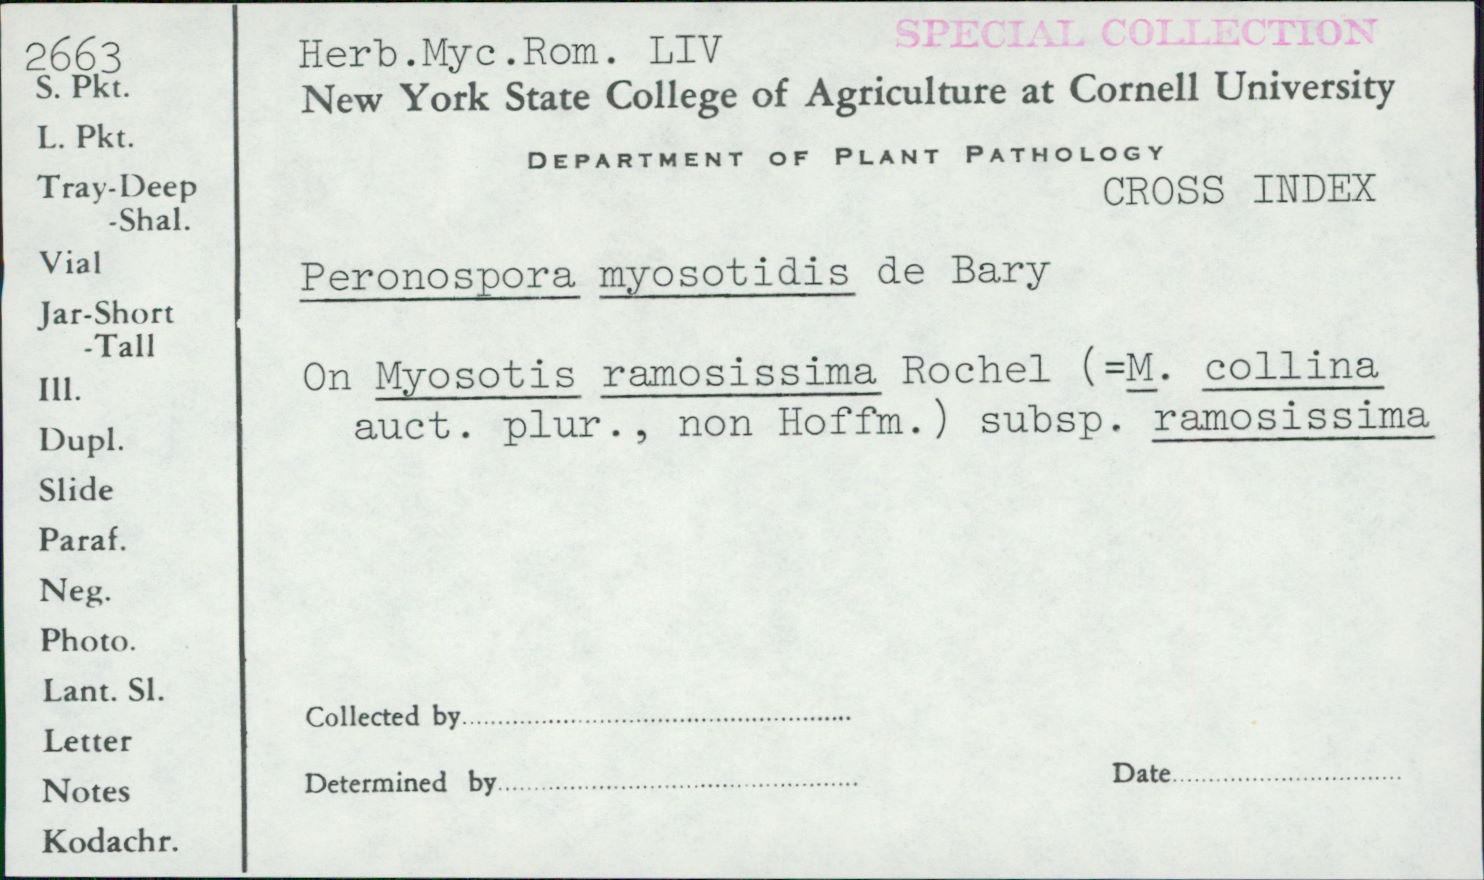 2663
S. Pkt.
L. Pkt.
Tray-Deep
-Shal.
Vial
Jar-Short
-Tall
Ill.
Dupl.
Slide
Paraf.
Neg.
Photo.
Lant. Sl.
Letter
Notes
Kodachr.
Herb.Myc.Rom. LIV
SPECIAL COLLECTION
New York State College of Agriculture at Cornell University
DEPARTMENT OF PLANT PATHOLOGY
CROSS INDEX
Peronospora myosotidis de Bary
On Myosotis ramosissima Rochel (=M. collina
auct. plur., non Hoffm.) subsp. ramosissima
Collected by
Determined by
Date